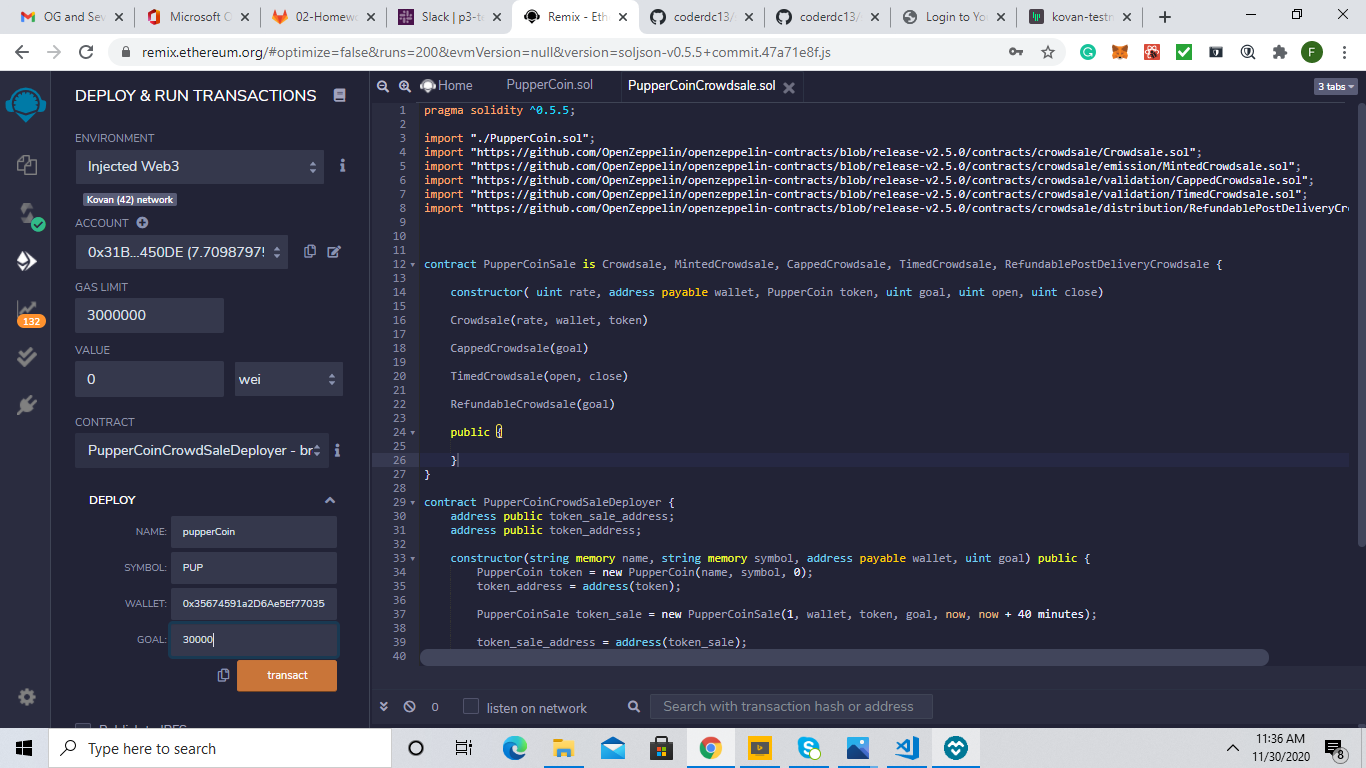 OG and Sev
Microsoft O
02-Homewo
Slack | p3-te
Remix - Eth
coderdc13/
coderdc13/
Login to Yo
kovan-testn
remix.ethereum.org/#optimize=false&runs=200&evmVersion=null&version=soljson-v0.5.5+commit.47a71e8f.js
F
DEPLOY & RUN TRANSACTIONS
ENVIRONMENT
Injected Web3
Kovan (42) network
ACCOUNT
0x31B...450DE (7.7098797
GAS LIMIT
3000000
132
VALUE
0
wei
CONTRACT
PupperCoinCrowdSaleDeployer - br
DEPLOY
NAME: pupperCoin
SYMBOL: PUP
WALLET: 0x35674591a2D6Ae5Ef77035
GOAL: 30000
transact
Publish to IPFS
Home
PupperCoin.sol
PupperCoinCrowdsale.sol
3 tabs
1 pragma solidity ^0.5.5;
2
3 import "./PupperCoin.sol";
4 import "https://github.com/OpenZeppelin/openzeppelin-contracts/blob/release-v2.5.0/contracts/crowdsale/Crowdsale.sol";
5 import "https://github.com/OpenZeppelin/openzeppelin-contracts/blob/release-v2.5.0/contracts/crowdsale/emission/MintedCrowdsale.sol";
6 import "https://github.com/OpenZeppelin/openzeppelin-contracts/blob/release-v2.5.0/contracts/crowdsale/validation/CappedCrowdsale.sol";
7 import "https://github.com/OpenZeppelin/openzeppelin-contracts/blob/release-v2.5.0/contracts/crowdsale/validation/TimedCrowdsale.sol";
8 import "https://github.com/OpenZeppelin/openzeppelin-contracts/blob/release-v2.5.0/contracts/crowdsale/distribution/RefundablePostDeliveryCr
9
10
11
12 contract PupperCoinSale is Crowdsale, MintedCrowdsale, CappedCrowdsale, TimedCrowdsale, RefundablePostDeliveryCrowdsale {
13
14 constructor( uint rate, address payable wallet, PupperCoin token, uint goal, uint open, uint close)
15
16 Crowdsale(rate, wallet, token)
17
18 CappedCrowdsale(goal)
19
20 TimedCrowdsale(open, close)
21
22 RefundableCrowdsale(goal)
23
24 public {
25
26 }
27 }
28
29 contract PupperCoinCrowdSaleDeployer {
30 address public token_sale_address;
31 address public token_address;
32
33 constructor(string memory name, string memory symbol, address payable wallet, uint goal) public {
34 PupperCoin token = new PupperCoin(name, symbol, 0);
35 token_address = address(token);
36
37 PupperCoinSale token_sale = new PupperCoinSale(1, wallet, token, goal, now, now + 40 minutes);
38
39 token_sale_address = address(token_sale);
40
0
listen on network
Search with transaction hash or address
Type here to search
11:36 AM
11/30/2020
8